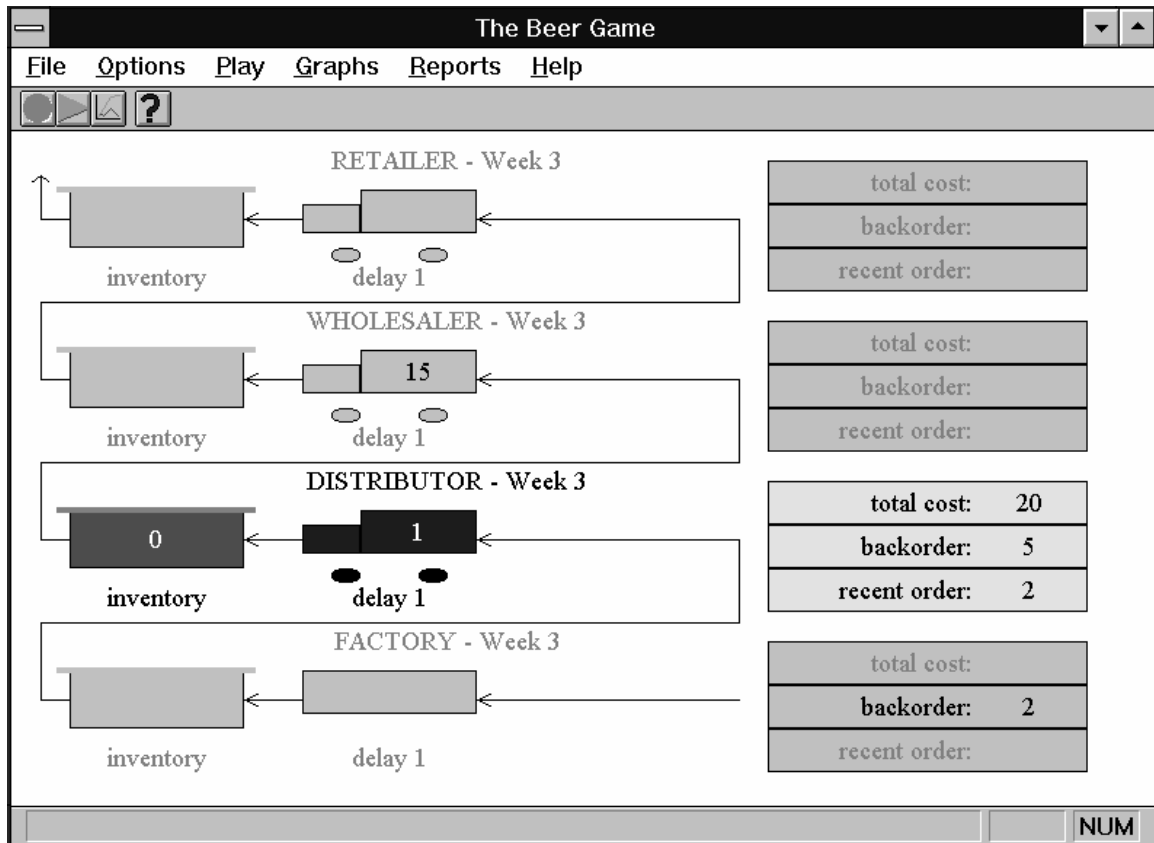 The Beer Game
File Options Play Graphs Reports Help
?
RETAILER - Week 3
inventory
delay 1
total cost:
backorder:
recent order:
WHOLESALER - Week 3
15
inventory
delay 1
total cost:
backorder:
recent order:
DISTRIBUTOR - Week 3
0
1
inventory
delay 1
total cost: 20
backorder: 5
recent order: 2
FACTORY - Week 3
inventory
delay 1
total cost:
backorder: 2
recent order:
NUM